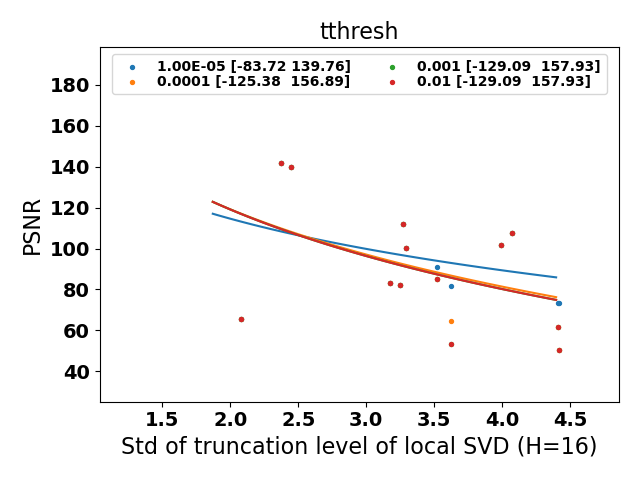 tthresh
1.00E-05 [-83.72 139.76]
0.0001 [-125.38  156.89]
0.001 [-129.09  157.93]
0.01 [-129.09  157.93]
PSNR
180
160
140
120
100
80
60
40
1.5 2.0 2.5 3.0 3.5 4.0 4.5
Std of truncation level of local SVD (H=16)